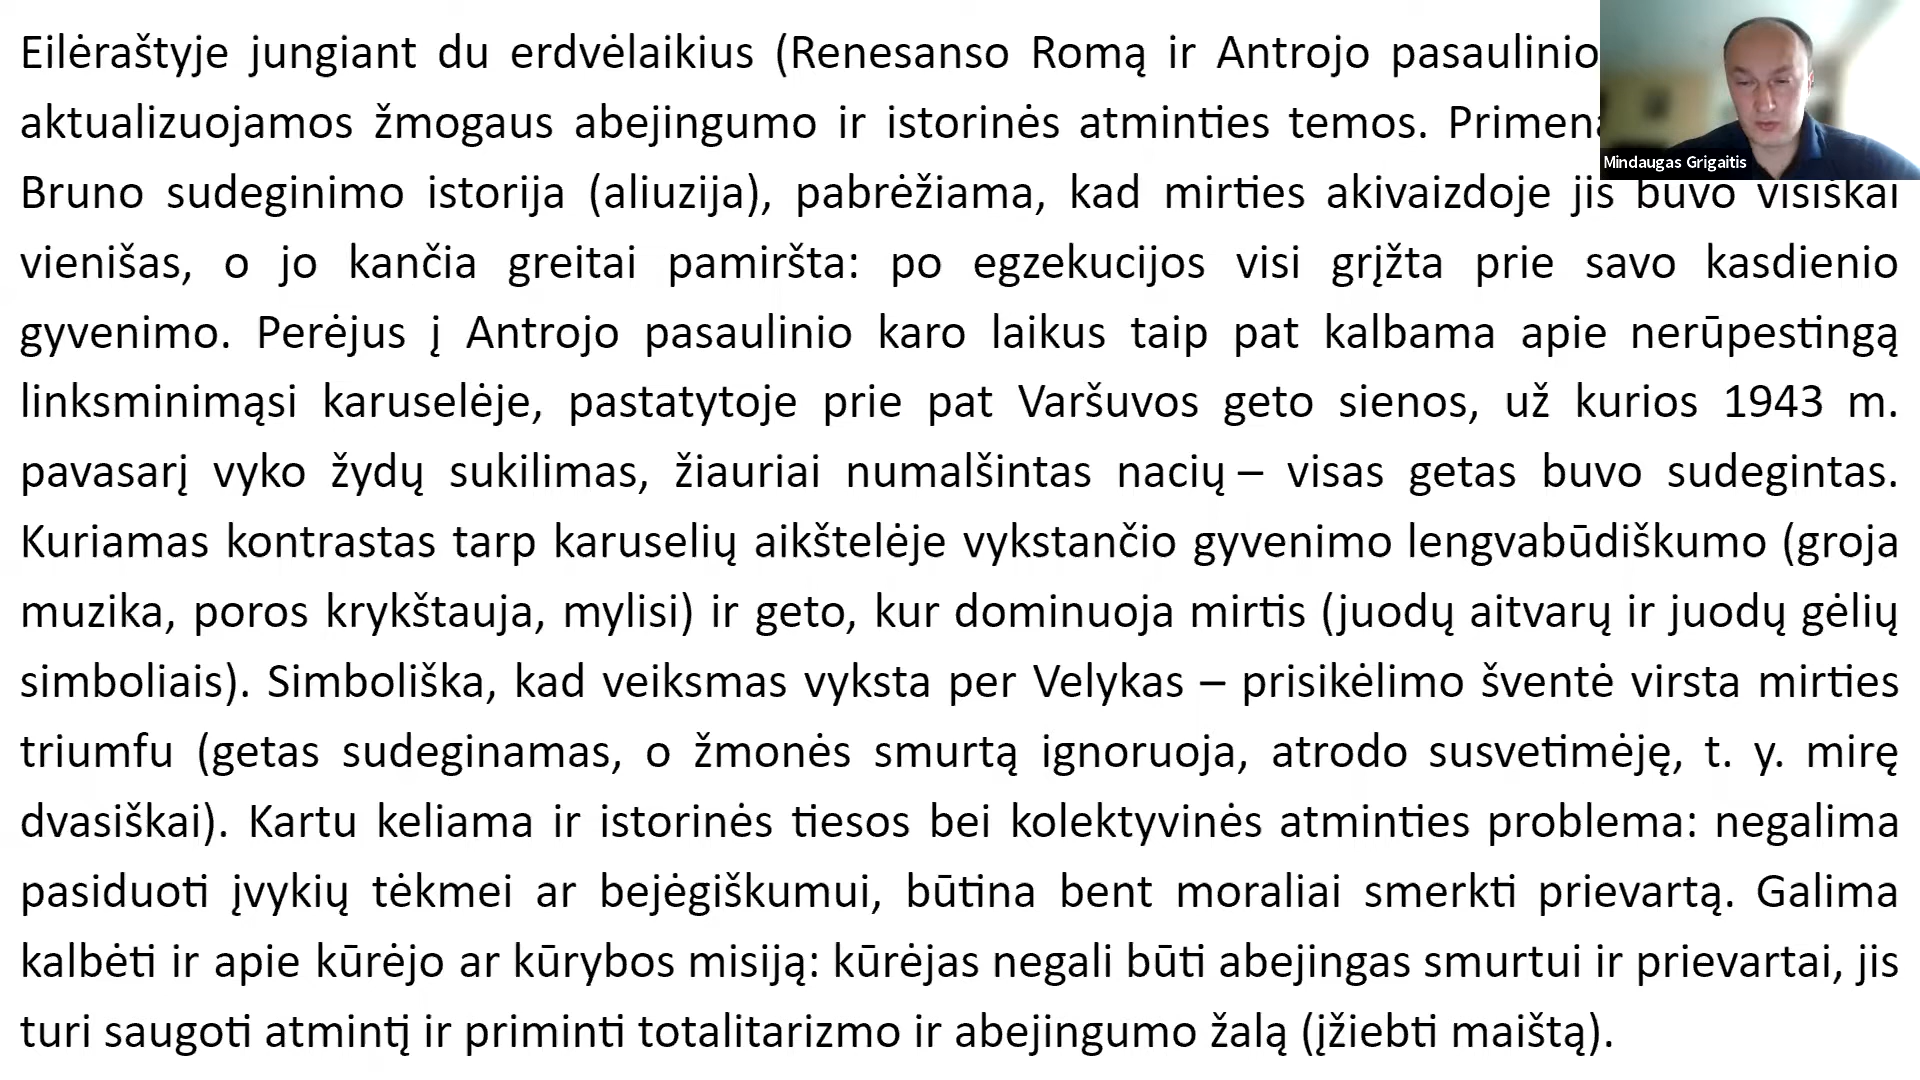 Eilėraštyje jungiant du erdvėlaikius (Renesanso Romą ir Antrojo pasaulinio
aktualizuojamos žmogaus abejingumo ir istorinės atminties temos.
Mindaugas Grigaitis
Bruno sudeginimo istorija (aliuzija), pabrėžiama, kad mirties akivaizdoje jis buvo visiškai
vienišas, o jo kančia greitai pamiršta: po egzekucijos visi grįžta prie savo kasdienio
gyvenimo. Perėjus į Antrojo pasaulinio karo laikus taip pat kalbama apie nerūpestingą
linksminimąsi karuselėje, pastatytoje prie pat Varšuvos geto sienos, už kurios 1943 m.
pavasarį vyko žydų sukilimas, žiauriai numalšintas nacių – visas getas buvo sudegintas.
Kuriamas kontrastas tarp karuselių aikštelėje vykstančio gyvenimo lengvabūdiškumo (groja
muzika, poros krykštauja, mylisi) ir geto, kur dominuoja mirtis (juodų aitvarų ir juodų gėlių
simboliais). Simboliška, kad veiksmas vyksta per Velykas – prisikėlimo šventė virsta mirties
triumfu (getas sudeginamas, o žmonės smurtą ignoruoja, atrodo susvetimėję, t. y. mirę
dvasiškai). Kartu keliama ir istorinės tiesos bei kolektyvinės atminties problema: negalima
pasiduoti įvykių tėkmei ar bejėgiškumui, būtina bent moraliai smerkti prievartą. Galima
kalbėti ir apie kūrėjo ar kūrybos misiją: kūrėjas negali būti abejingas smurtui ir prievartai, jis
turi saugoti atmintį ir priminti totalitarizmo ir abejingumo žalą (įžiebti maištą).